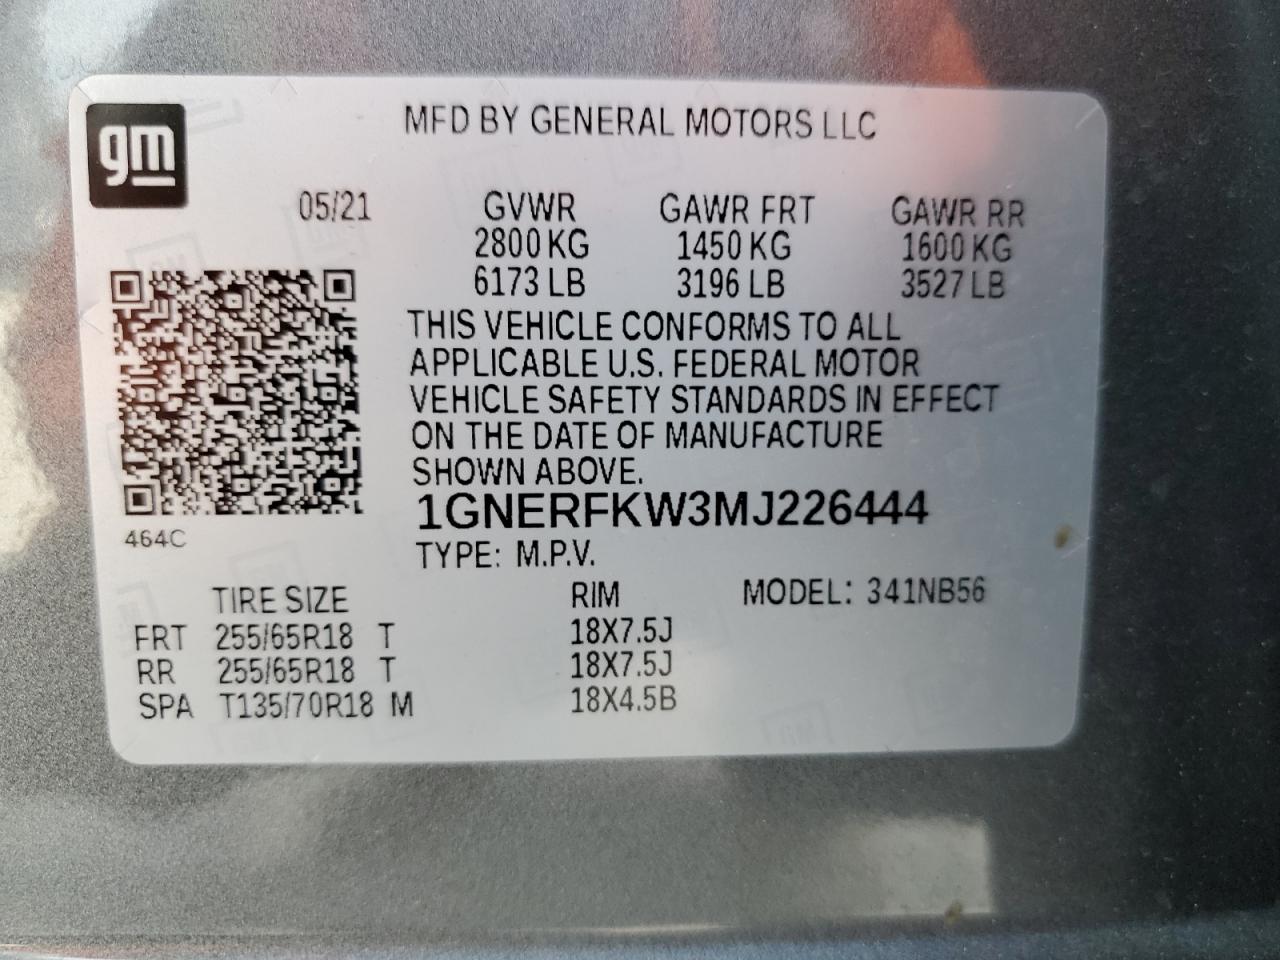 gm
MFD BY GENERAL MOTORS LLC
05/21 GVWR GAWR FRT GAWR RR
2800 KG 1450 KG 1600 KG
6173 LB 3196 LB 3527 LB
THIS VEHICLE CONFORMS TO ALL
APPLICABLE U.S. FEDERAL MOTOR
VEHICLE SAFETY STANDARDS IN EFFECT
ON THE DATE OF MANUFACTURE
SHOWN ABOVE.
1GNERFKW3MJ226444
464C
TYPE: M.P.V.
TIRE SIZE RIM MODEL: 341NB56
FRT 255/65R18 T 18X7.5J
RR 255/65R18 T 18X7.5J
SPA T135/70R18 M 18X4.5B